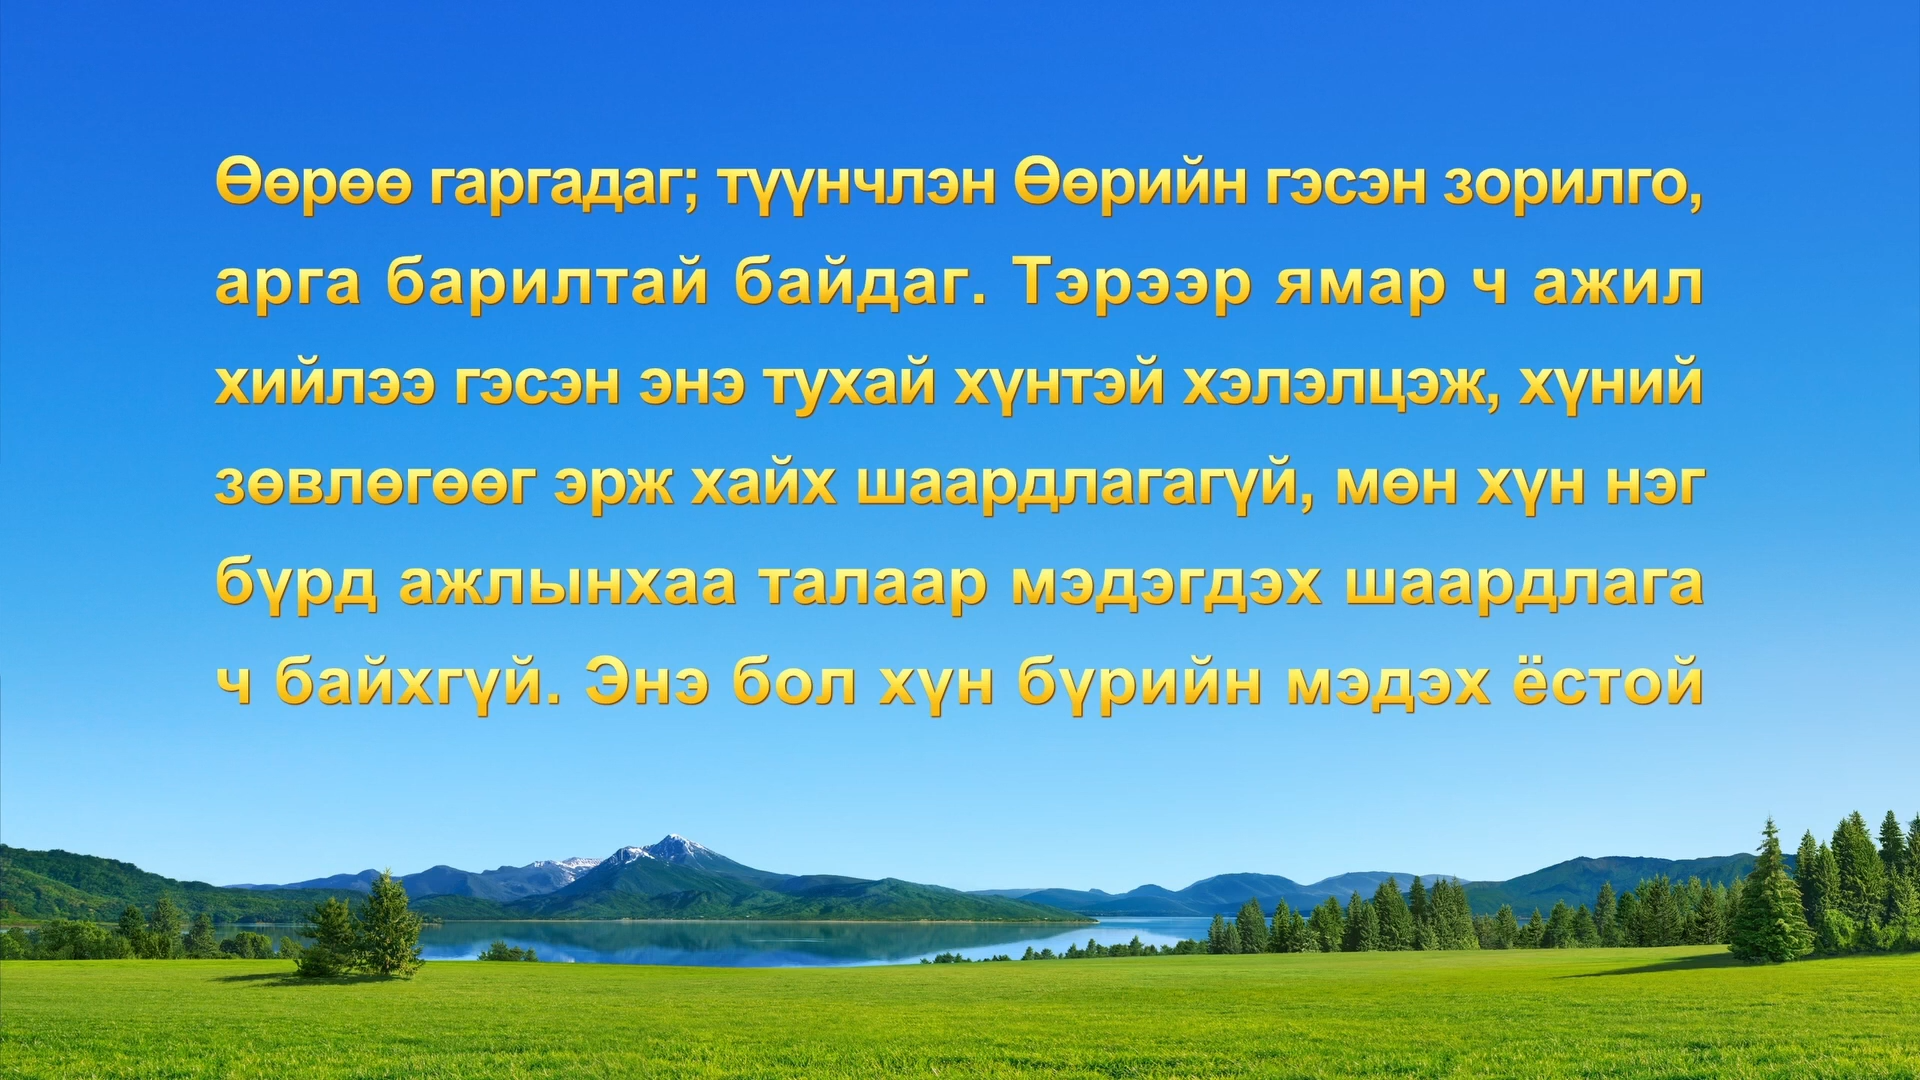 Өөрөө гаргадаг; түүнчлэн Өөрийн гэсэн зорилго,
арга барилтай байдаг. Тэрээр ямар ч ажил
хийлээ гэсэн энэ тухай хүнтэй хэлэлцэж, хүний
зөвлөгөөг эрж хайх шаардлагагүй, мөн хүн нэг
бүрд ажлынхаа талаар мэдэгдэх шаардлага
ч байхгүй. Энэ бол хүн бүрийн мэдэх ёстой